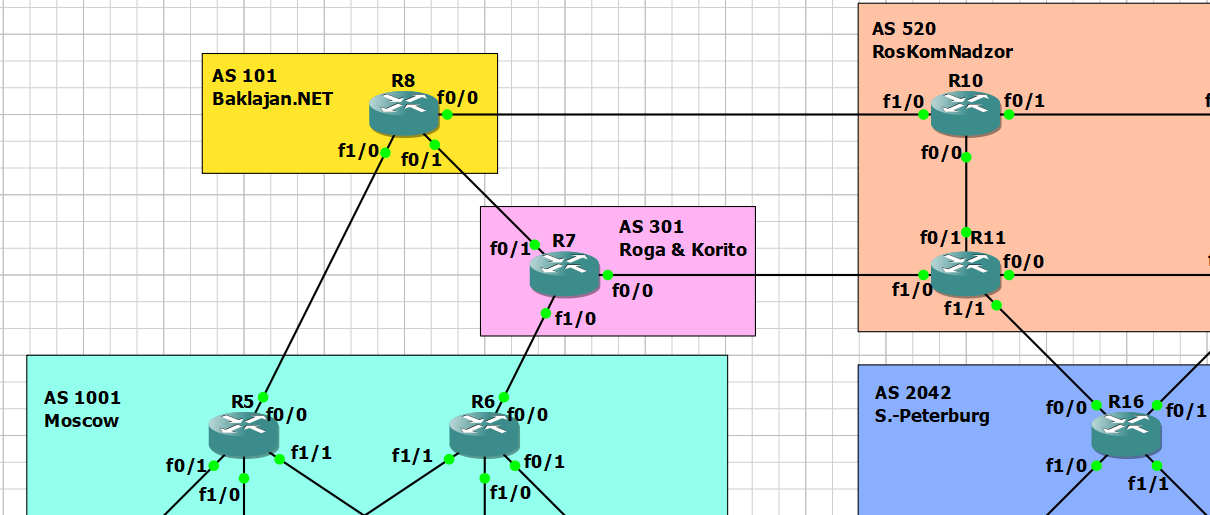 AS 520
RosKomNadzor
AS 101
Baklajan.NET
R8
f0/0
f1/0
f0/1
R10
f1/0
f0/1
f0/0
AS 301
Roga & Korito
R7
f0/1
f0/0
f1/0
f0/1
R11
f0/0
f1/0
f1/1
AS 1001
Moscow
R5
f0/0
f0/1
f1/0
f1/1
R6
f0/0
f1/1
f0/1
f1/0
AS 2042
S.-Peterburg
R16
f0/0
f0/1
f1/0
f1/1